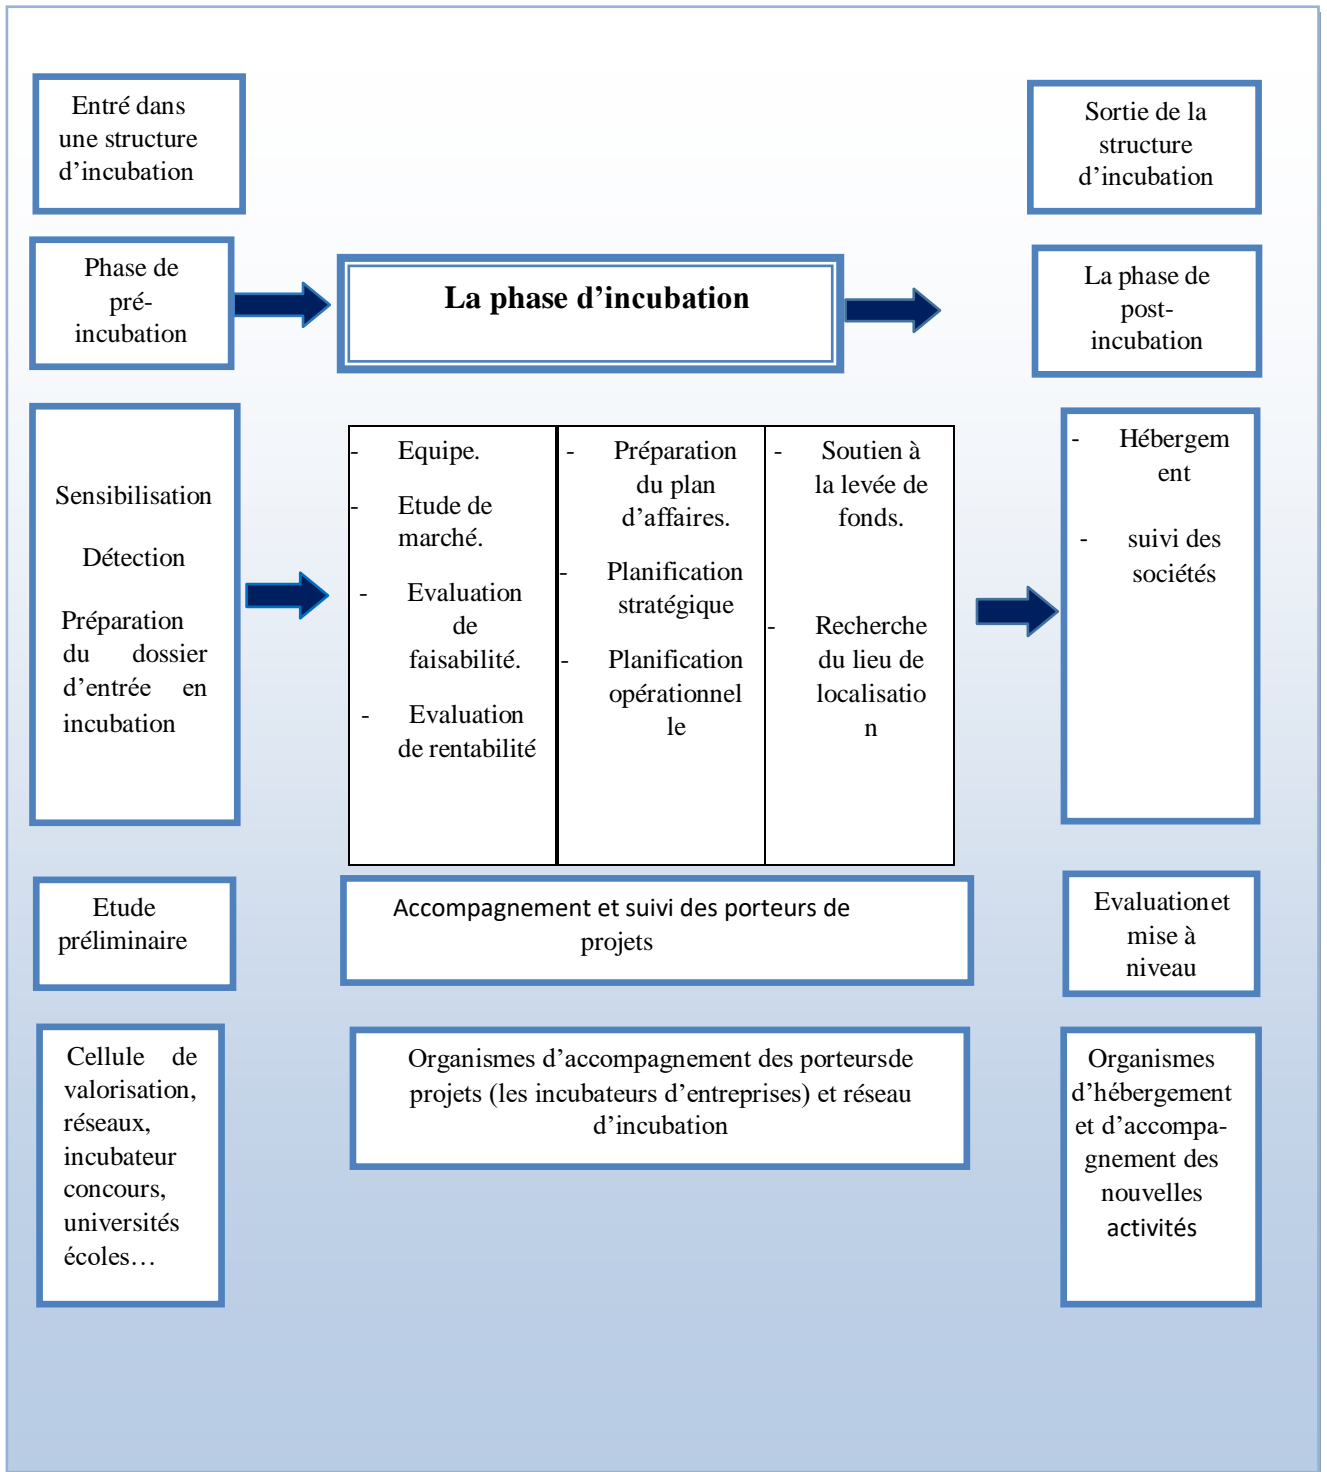 Entré dans
une structure
d’incubation
Sortie de la
structure
d’incubation
Phase de
pré-
incubation
La phase d’incubation
La phase de
post-
incubation
Sensibilisation
Détection
Préparation
du dossier
d’entrée en
incubation
- Equipe.
- Etude de
marché.
- Evaluation
de
faisabilité.
- Evaluation
de rentabilité
- Préparation
du plan
d’affaires.
- Planification
stratégique
- Planification
opérationnel
le
- Soutien à
la levée de
fonds.
- Recherche
du lieu de
localisatio
n
- Hébergem
ent
- suivi des
sociétés
Etude
préliminaire
Accompagnement et suivi des porteurs de
projets
Evaluationet
mise à
niveau
Cellule de
valorisation,
réseaux,
incubateur
concours,
universités
écoles…
Organismes d’accompagnement des porteursde
projets (les incubateurs d’entreprises) et réseau
d’incubation
Organismes
d’hébergement
et d’accompa-
gnement des
nouvelles
activités